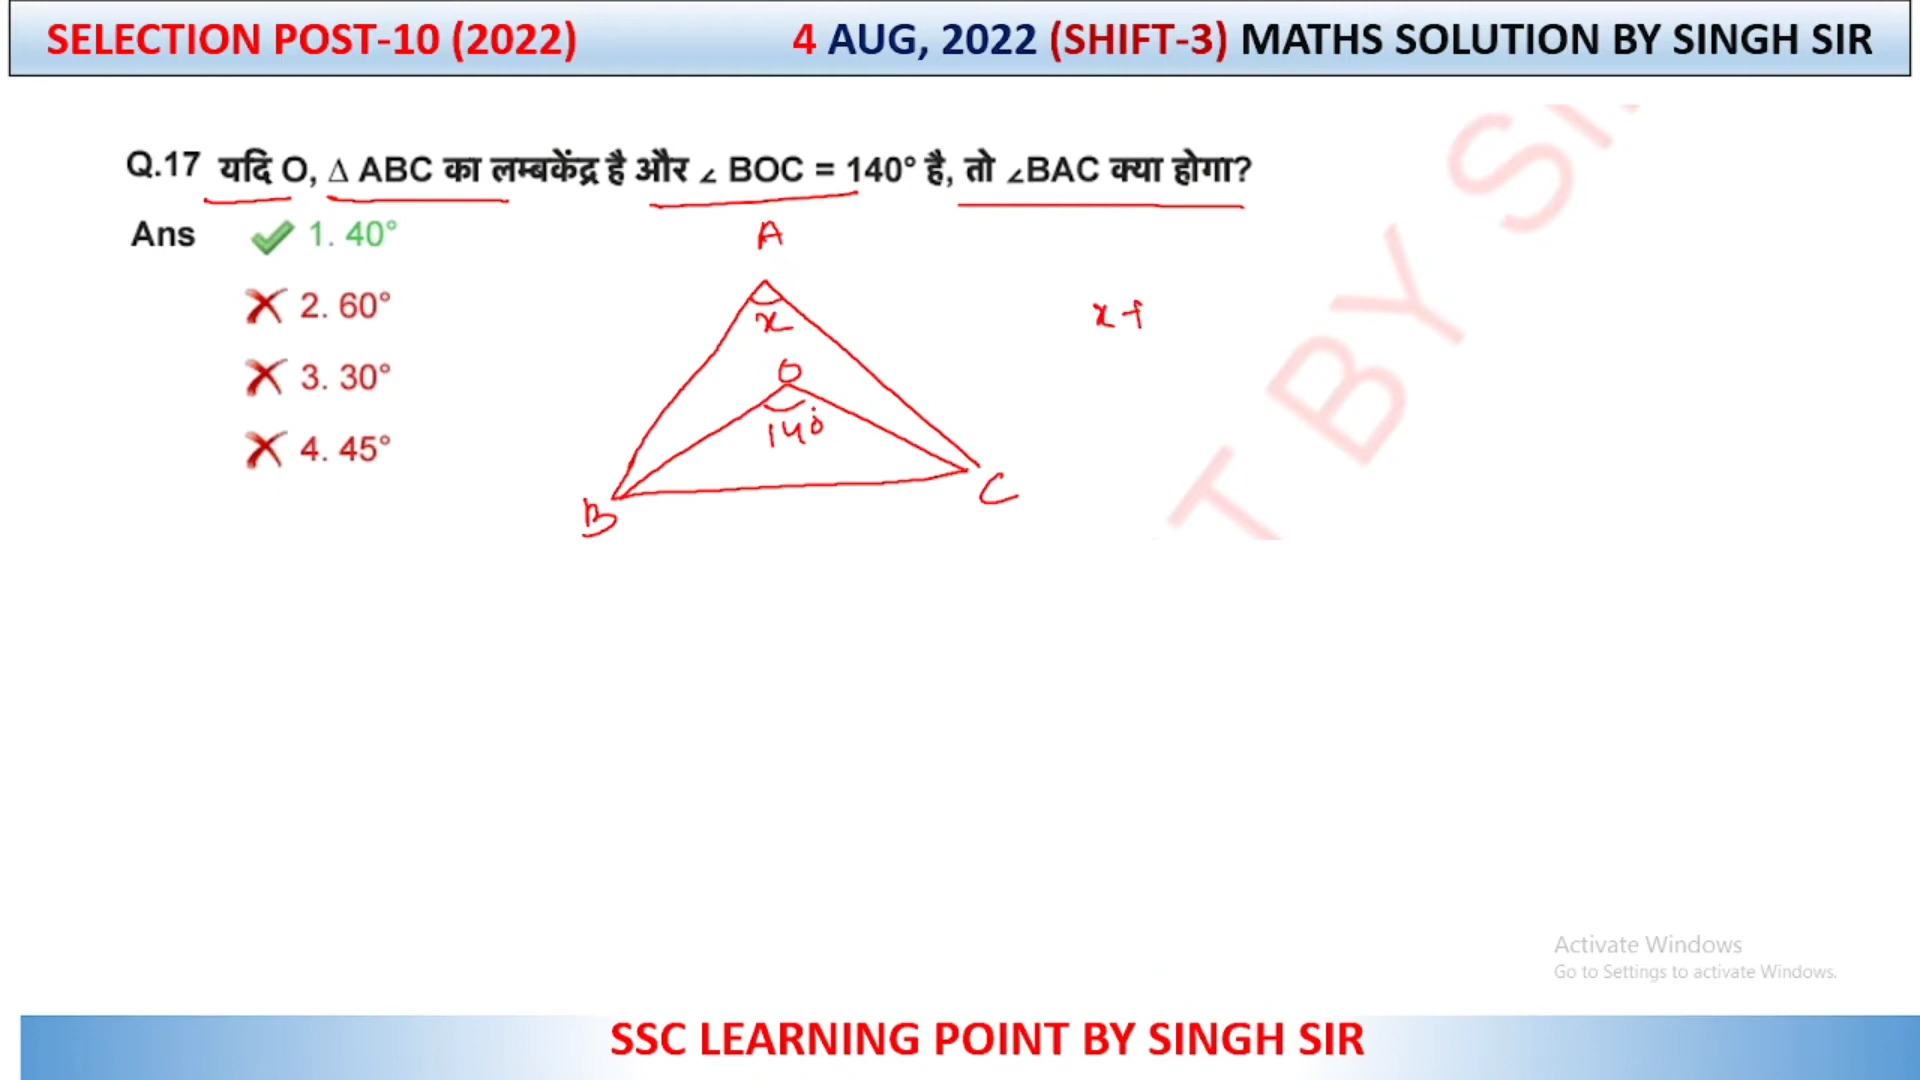 SELECTION POST-10 (2022) 4 AUG, 2022 (SHIFT-3) MATHS SOLUTION BY SINGH SIR
Q.17 यदि O, Δ ABC का लम्बकेंद्र है और ∠ BOC = 140° है, तो ∠BAC क्या होगा?
Ans 1. 40°
2. 60°
3. 30°
4. 45°
A
x
x +
O
140°
B
C
T BY SI
Activate Windows
Go to Settings to activate Windows.
SSC LEARNING POINT BY SINGH SIR